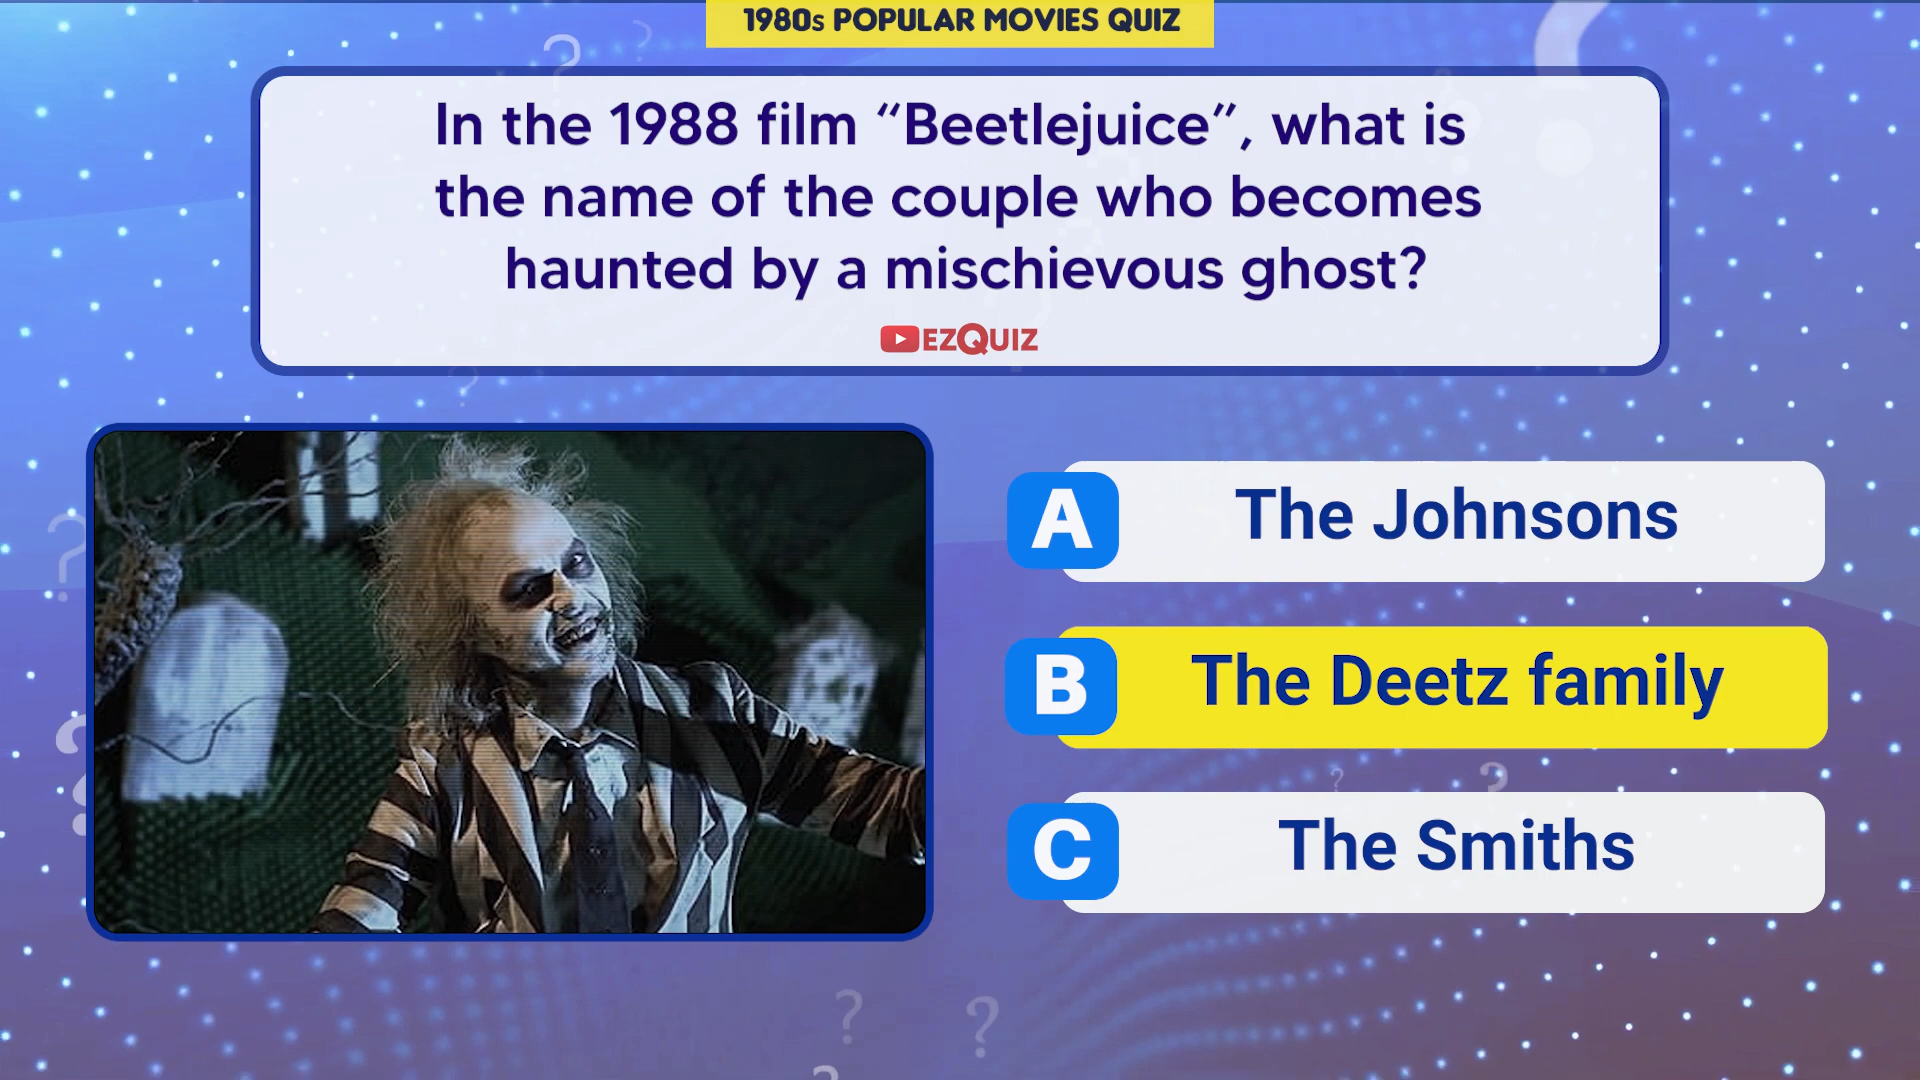 1980s POPULAR MOVIES QUIZ
In the 1988 film “Beetlejuice”, what is
the name of the couple who becomes
haunted by a mischievous ghost?
EZQUIZ
A The Johnsons
B The Deetz family
C The Smiths